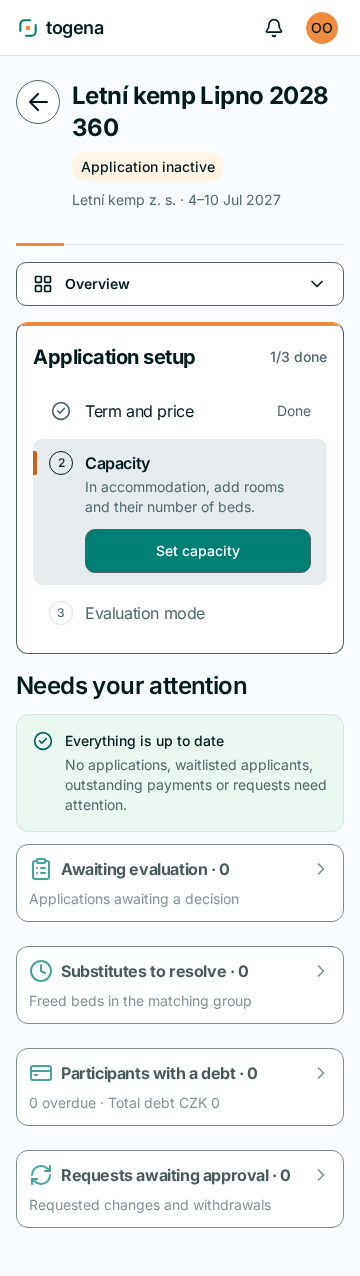 togena
OO
Letní kemp Lipno 2028
360
Application inactive
Letní kemp z. s. · 4–10 Jul 2027
Overview
Application setup
1/3 done
Term and price
Done
2
Capacity
In accommodation, add rooms
and their number of beds.
Set capacity
3
Evaluation mode
Needs your attention
Everything is up to date
No applications, waitlisted applicants,
outstanding payments or requests need
attention.
Awaiting evaluation · 0
Applications awaiting a decision
Substitutes to resolve · 0
Freed beds in the matching group
Participants with a debt · 0
0 overdue · Total debt CZK 0
Requests awaiting approval · 0
Requested changes and withdrawals